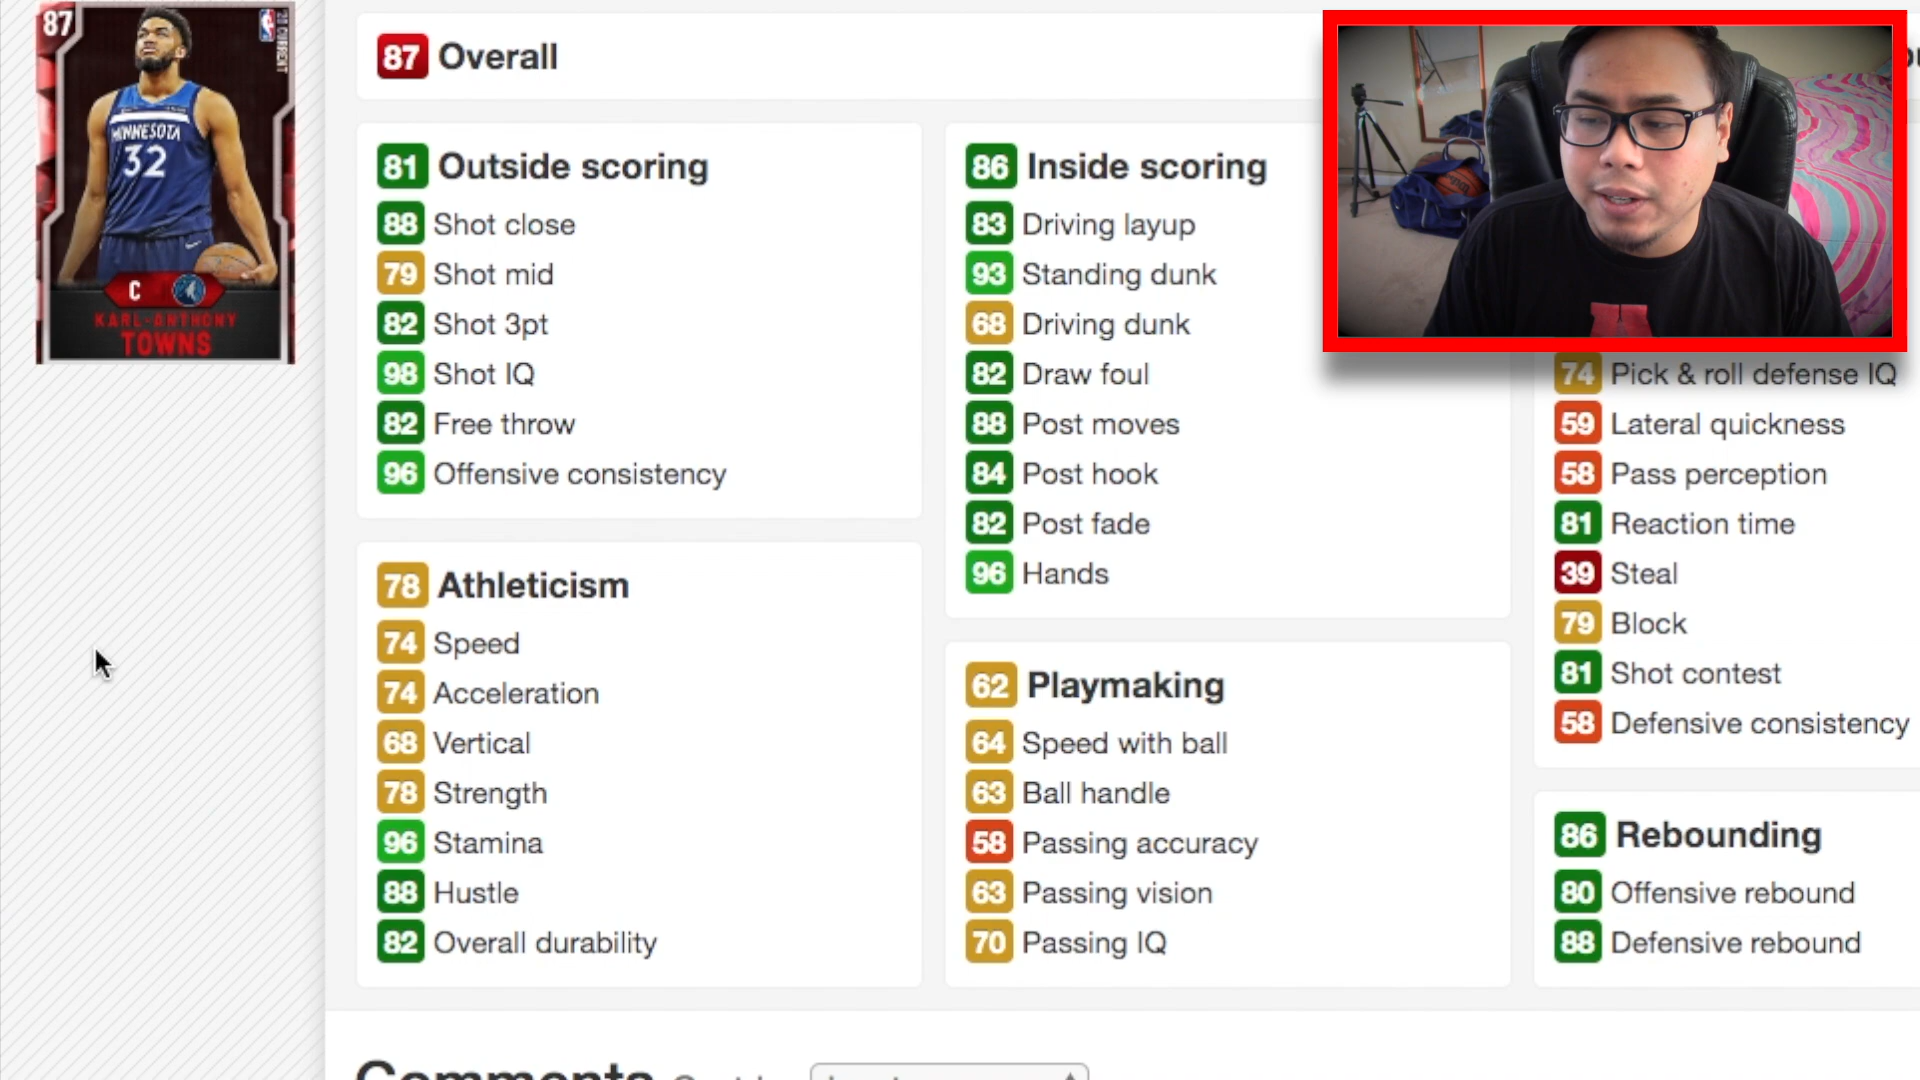 87
CURRENT
MINNESOTA
32
C
KARL-ANTHONY
TOWNS
87 Overall
81 Outside scoring
88 Shot close
79 Shot mid
82 Shot 3pt
98 Shot IQ
82 Free throw
96 Offensive consistency
78 Athleticism
74 Speed
74 Acceleration
68 Vertical
78 Strength
96 Stamina
88 Hustle
82 Overall durability
86 Inside scoring
83 Driving layup
93 Standing dunk
68 Driving dunk
82 Draw foul
88 Post moves
84 Post hook
82 Post fade
96 Hands
62 Playmaking
64 Speed with ball
63 Ball handle
58 Passing accuracy
63 Passing vision
70 Passing IQ
74 Pick & roll defense IQ
59 Lateral quickness
58 Pass perception
81 Reaction time
39 Steal
79 Block
81 Shot contest
58 Defensive consistency
86 Rebounding
80 Offensive rebound
88 Defensive rebound
Comments